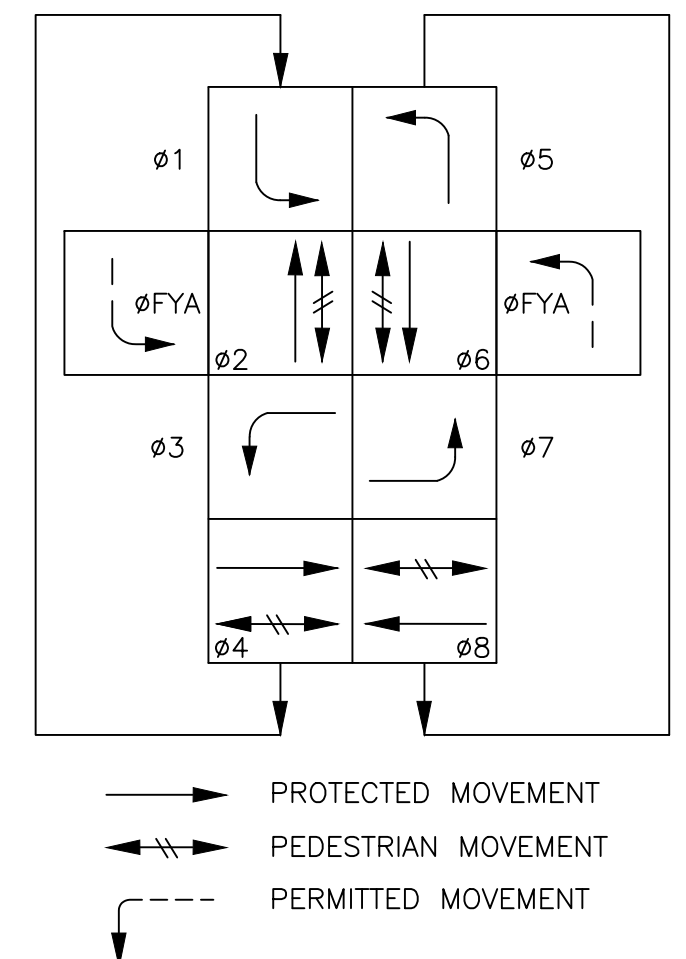 ø1
ø5
øFYA
øFYA
ø2
ø6
ø3
ø7
ø4
ø8
PROTECTED MOVEMENT
PEDESTRIAN MOVEMENT
PERMITTED MOVEMENT